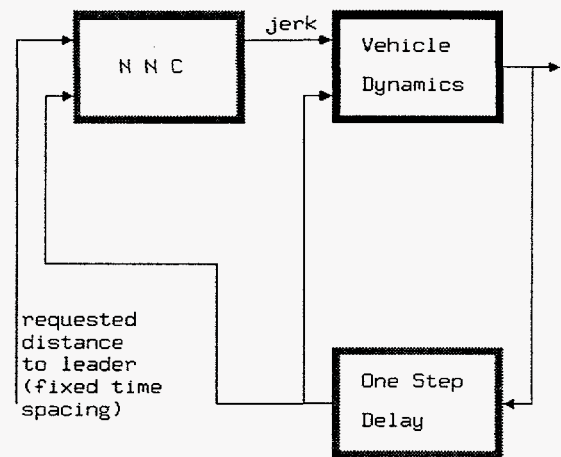 N N C
jerk
Vehicle
Dynamics
requested
distance
to leader
(fixed time
spacing)
One Step
Delay